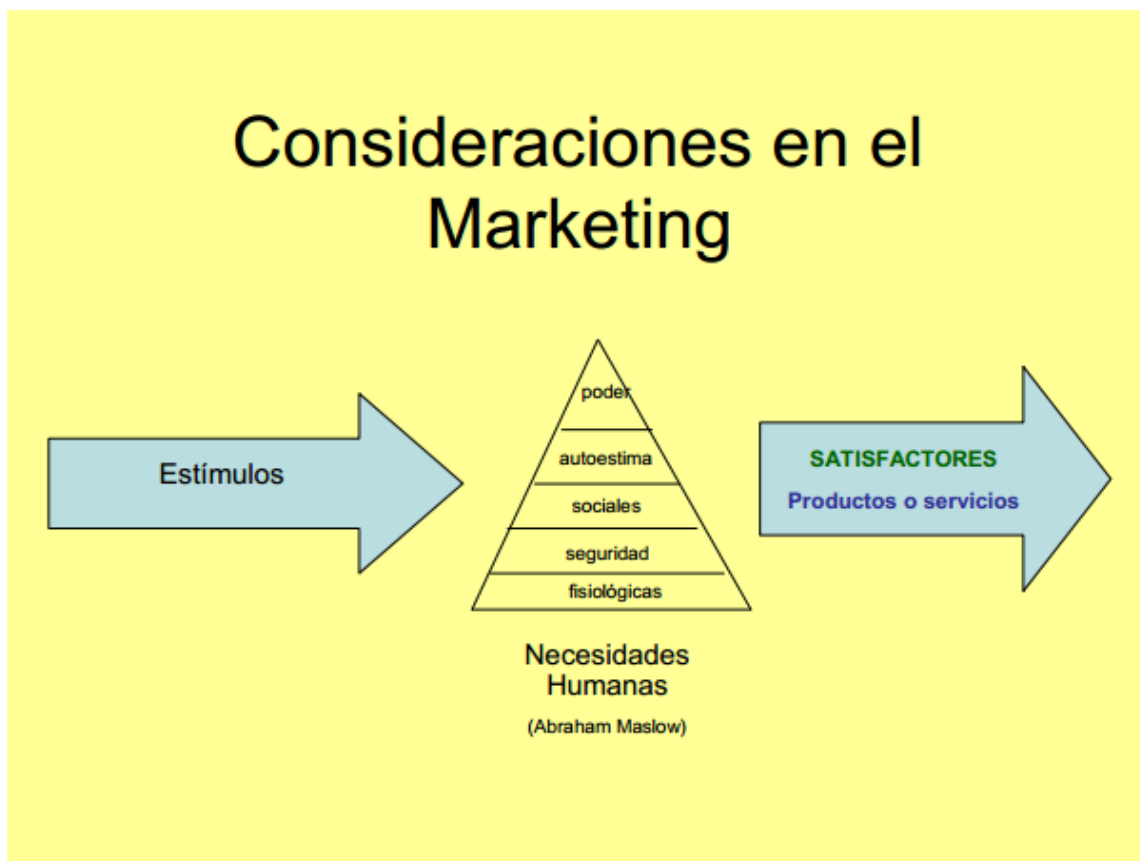 Consideraciones en el
Marketing
Estímulos
poder
autoestima
sociales
seguridad
fisiológicas
Necesidades
Humanas
(Abraham Maslow)
SATISFACTORES
Productos o servicios